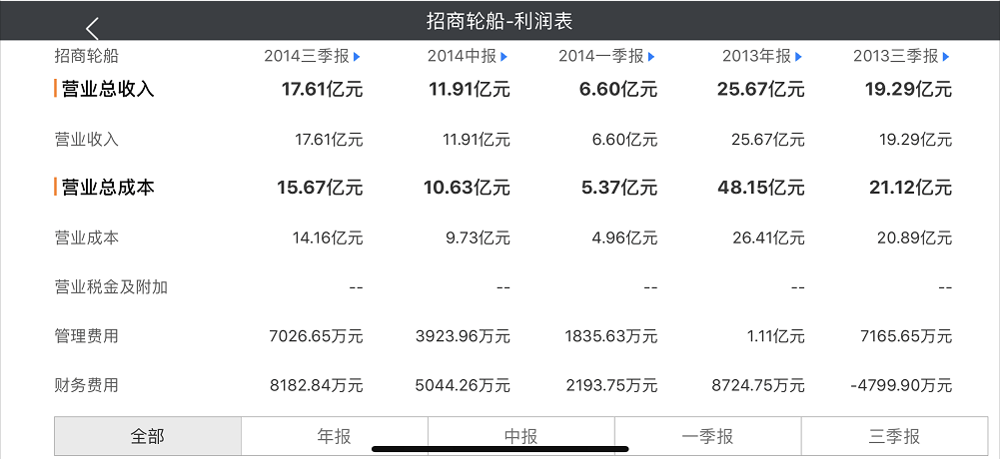 招商轮船-利润表
招商轮船 2014三季报 2014中报 2014一季报 2013年报 2013三季报
营业总收入 17.61亿元 11.91亿元 6.60亿元 25.67亿元 19.29亿元
营业收入 17.61亿元 11.91亿元 6.60亿元 25.67亿元 19.29亿元
营业总成本 15.67亿元 10.63亿元 5.37亿元 48.15亿元 21.12亿元
营业成本 14.16亿元 9.73亿元 4.96亿元 26.41亿元 20.89亿元
营业税金及附加 -- -- -- -- --
管理费用 7026.65万元 3923.96万元 1835.63万元 1.11亿元 7165.65万元
财务费用 8182.84万元 5044.26万元 2193.75万元 8724.75万元 -4799.90万元
全部 年报 中报 一季报 三季报